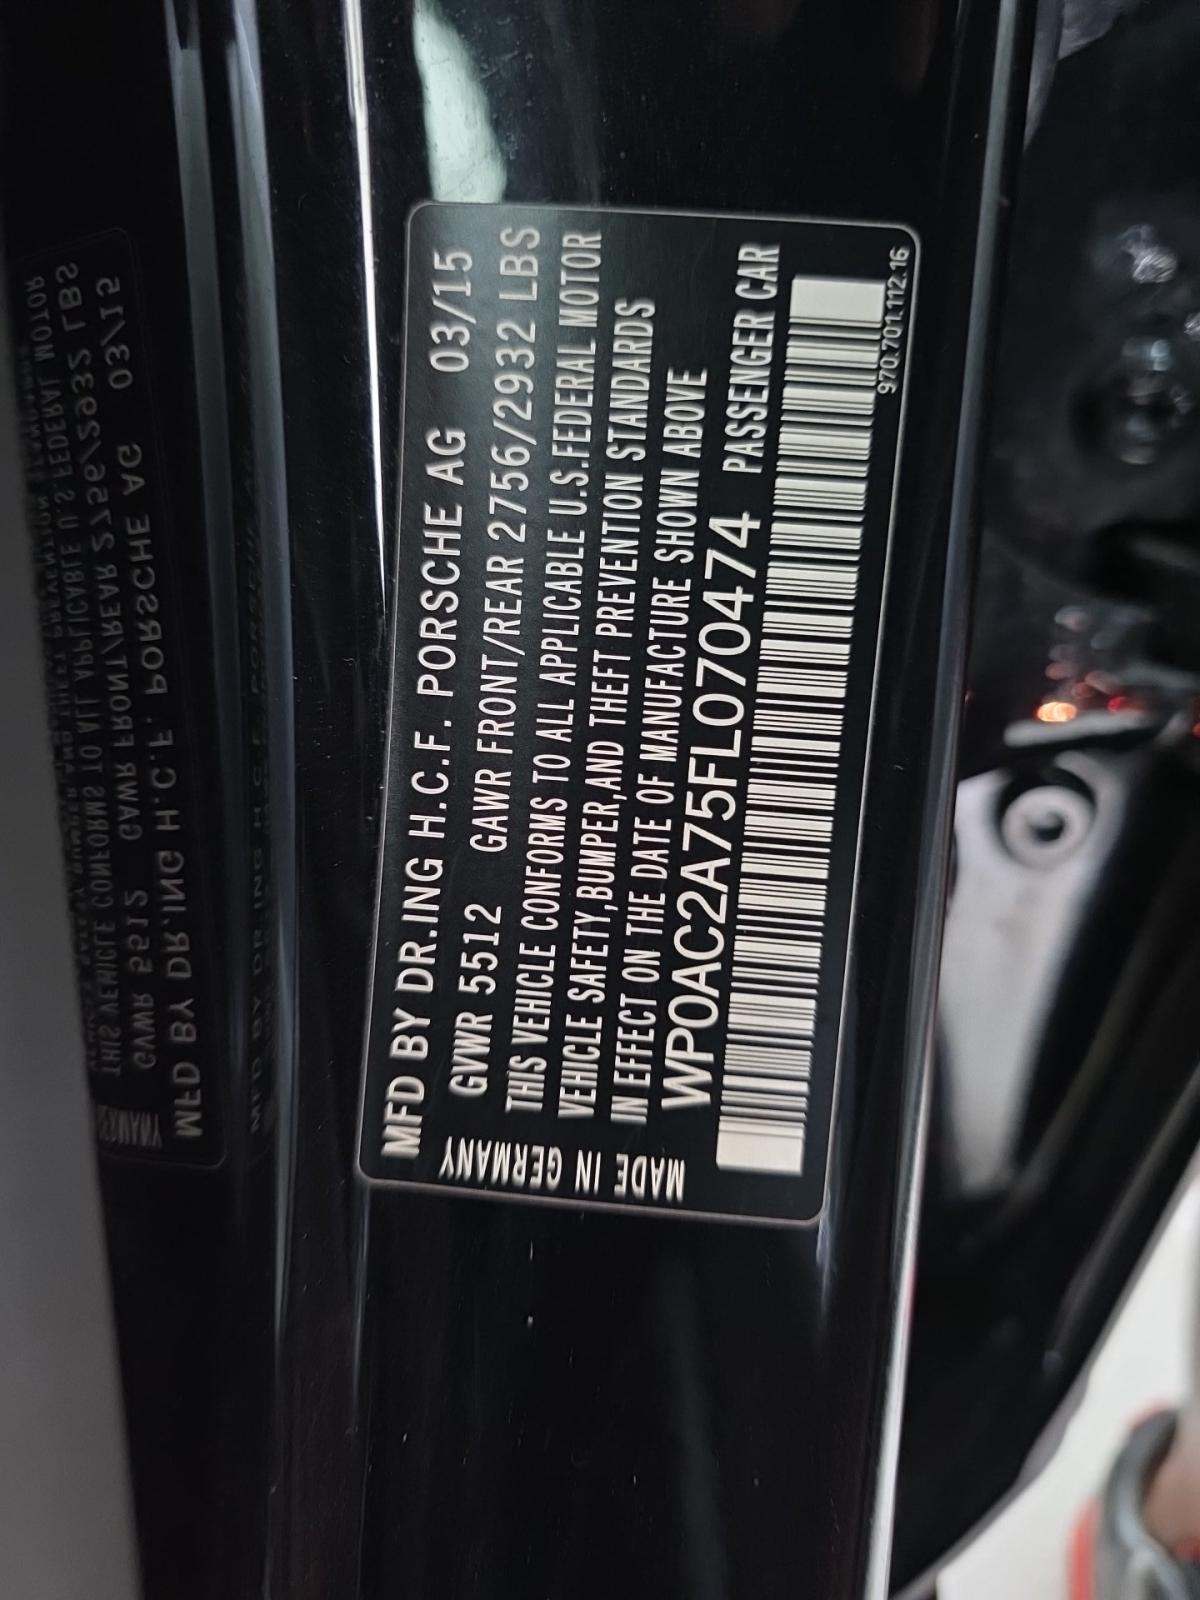 MFD BY DR.ING H.C.F. PORSCHE AG 03/15
GVWR 5512 GAWR FRONT/REAR 2756/2932 LBS
THIS VEHICLE CONFORMS TO ALL APPLICABLE U.S.FEDERAL MOTOR
VEHICLE SAFETY,BUMPER,AND THEFT PREVENTION STANDARDS
IN EFFECT ON THE DATE OF MANUFACTURE SHOWN ABOVE
WP0AC2A75FL070474 PASSENGER CAR
970.701.112.16
MADE IN GERMANY